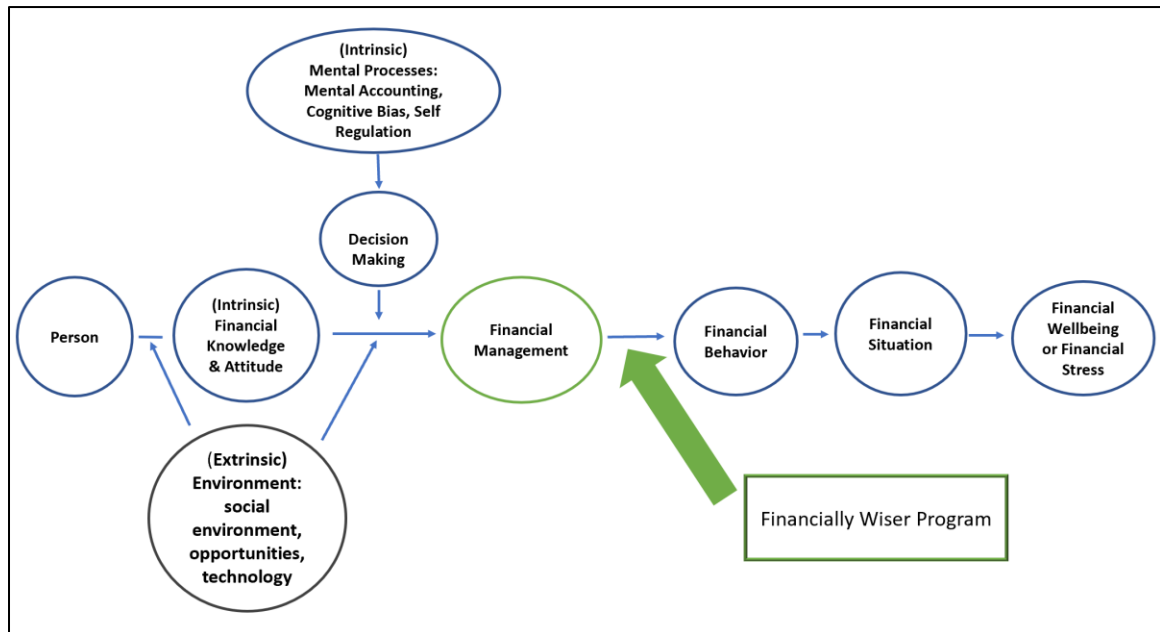 (Intrinsic)
Mental Processes:
Mental Accounting,
Cognitive Bias, Self
Regulation
Decision
Making
Person
(Intrinsic)
Financial
Knowledge
& Attitude
Financial
Management
Financial
Behavior
Financial
Situation
Financial
Wellbeing
or Financial
Stress
(Extrinsic)
Environment:
social
environment,
opportunities,
technology
Financially Wiser Program